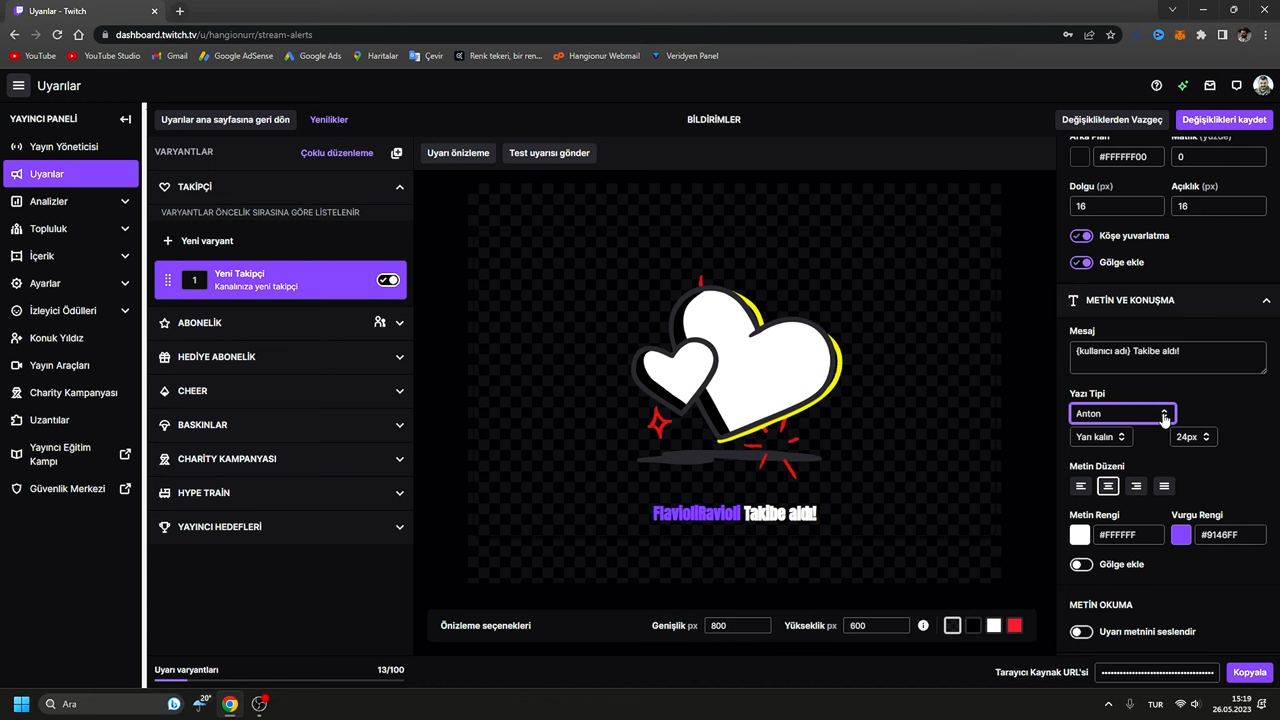 Uyarılar - Twitch
dashboard.twitch.tv/u/hangionurr/stream-alerts
YouTube
YouTube Studio
Gmail
Google AdSense
Google Ads
Haritalar
Çevir
Renk tekeri, bir ren...
Hangionur Webmail
Veridyen Panel
Uyarılar
YAYINCI PANELİ
Uyarılar ana sayfasına geri dön
Yenilikler
BİLDİRİMLER
Değişikliklerden Vazgeç
Değişiklikleri kaydet
Yayın Yöneticisi
Uyarılar
Analizler
Topluluk
İçerik
Ayarlar
İzleyici Ödülleri
Konuk Yıldız
Yayın Araçları
Charity Kampanyası
Uzantılar
Yayıncı Eğitim
Kampı
Güvenlik Merkezi
VARYANTLAR
Çoklu düzenleme
TAKİPÇİ
VARYANTLAR ÖNCELİK SIRASINA GÖRE LİSTELENİR
Yeni varyant
1
Yeni Takipçi
Kanalınıza yeni takipçi
ABONELİK
HEDİYE ABONELİK
CHEER
BASKINLAR
CHARITY KAMPANYASI
HYPE TRAIN
YAYINCI HEDEFLERİ
Uyarı varyantları
13/100
Uyarı önizleme
Test uyarısı gönder
FlavioliRavioli Takibe aldı!
Önizleme seçenekleri
Genişlik px
800
Yükseklik px
600
Arka Plan
Matlık (yüzde)
#FFFFFF00
0
Dolgu (px)
Açıklık (px)
16
16
Köşe yuvarlatma
Gölge ekle
METİN VE KONUŞMA
Mesaj
{kullanıcı adı} Takibe aldı!
Yazı Tipi
Anton
Yarı kalın
24px
Metin Düzeni
Metin Rengi
Vurgu Rengi
#FFFFFF
#9146FF
Gölge ekle
METİN OKUMA
Uyarı metnini seslendir
Tarayıcı Kaynak URL'si
Kopyala
Ara
20°
TUR
15:19
26.05.2023